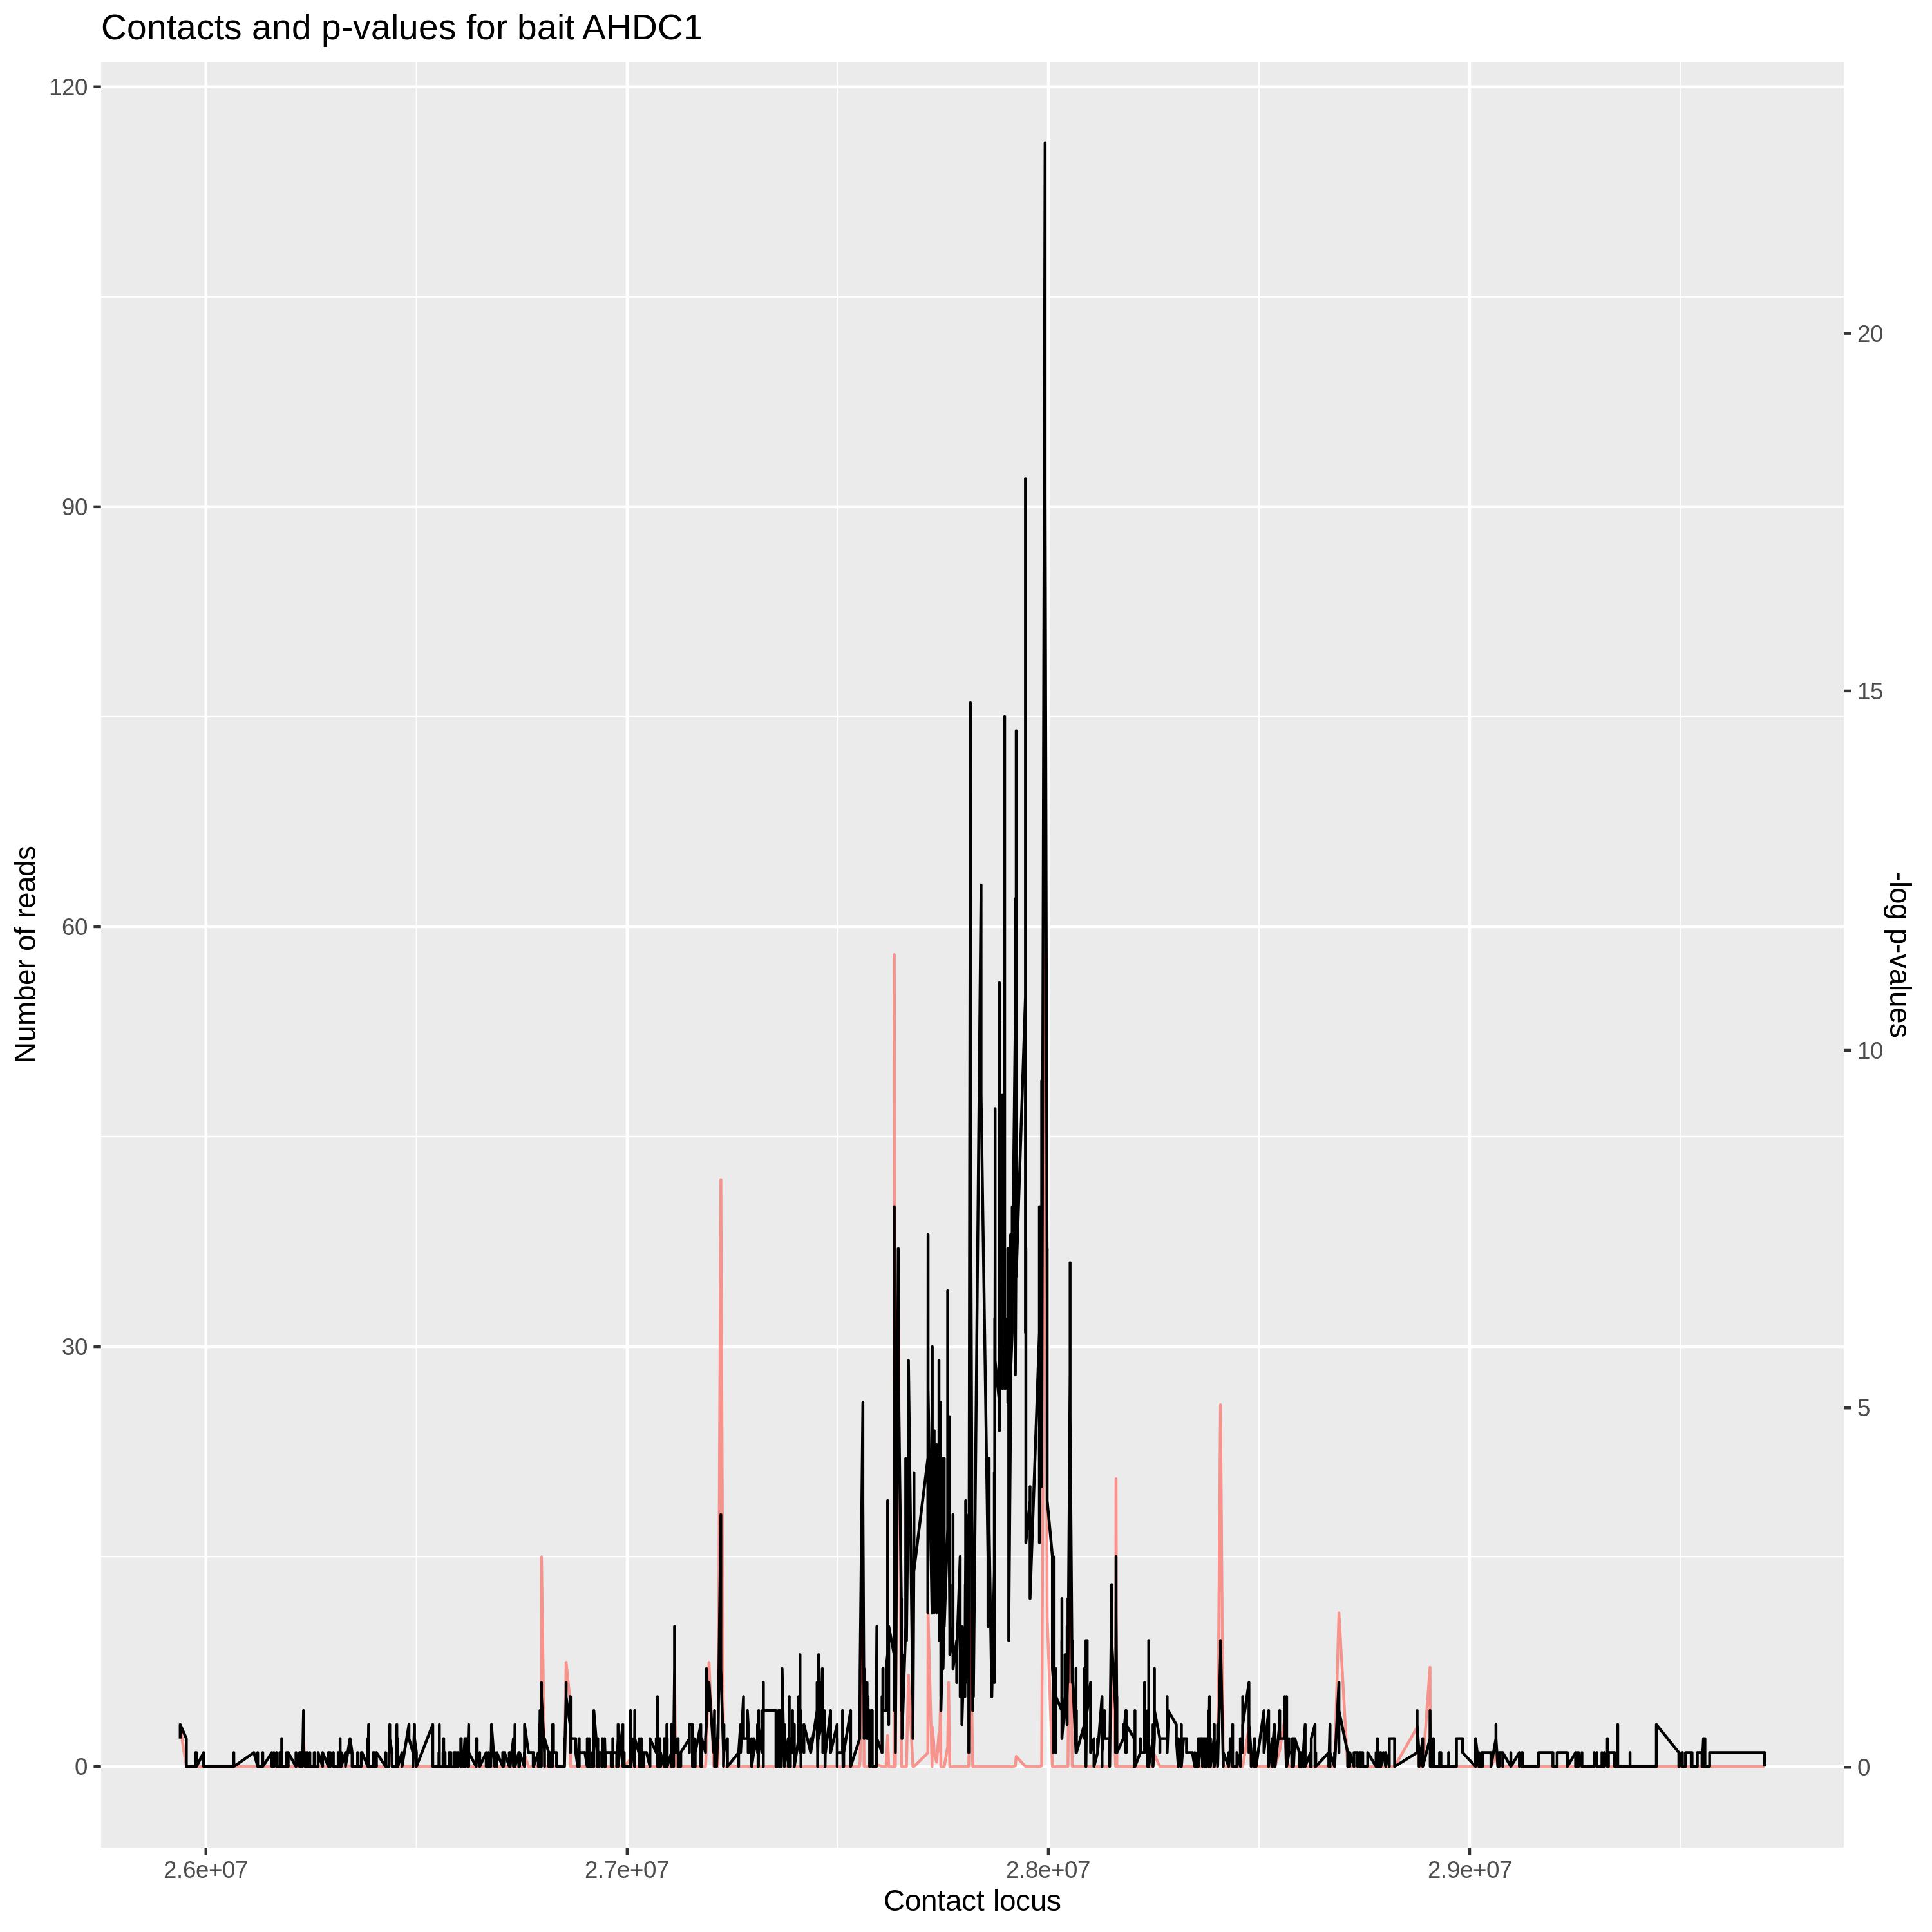 Contacts and p-values for bait AHDC1
120
90
60
30
0
Number of reads
20
15
10
5
0
-log p-values
2.6e+07 2.7e+07 2.8e+07 2.9e+07
Contact locus